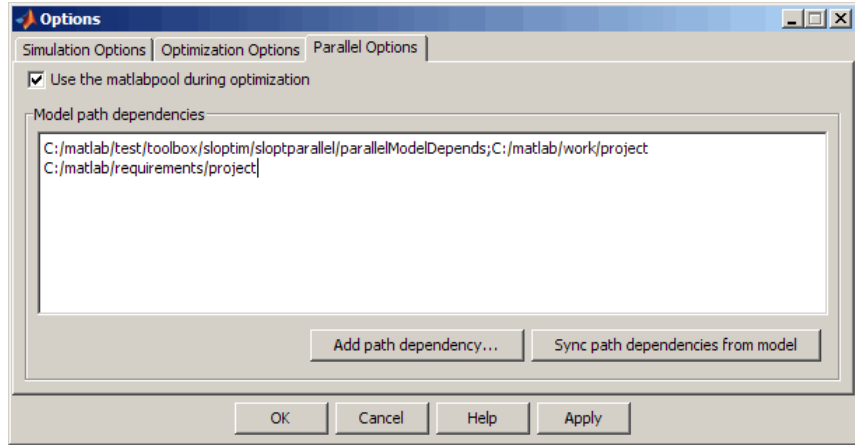 Options
Simulation Options Optimization Options Parallel Options
Use the matlabpool during optimization
Model path dependencies
C:/matlab/test/toolbox/sloptim/sloptparallel/parallelModelDepends;C:/matlab/work/project
C:/matlab/requirements/project
Add path dependency... Sync path dependencies from model
OK Cancel Help Apply